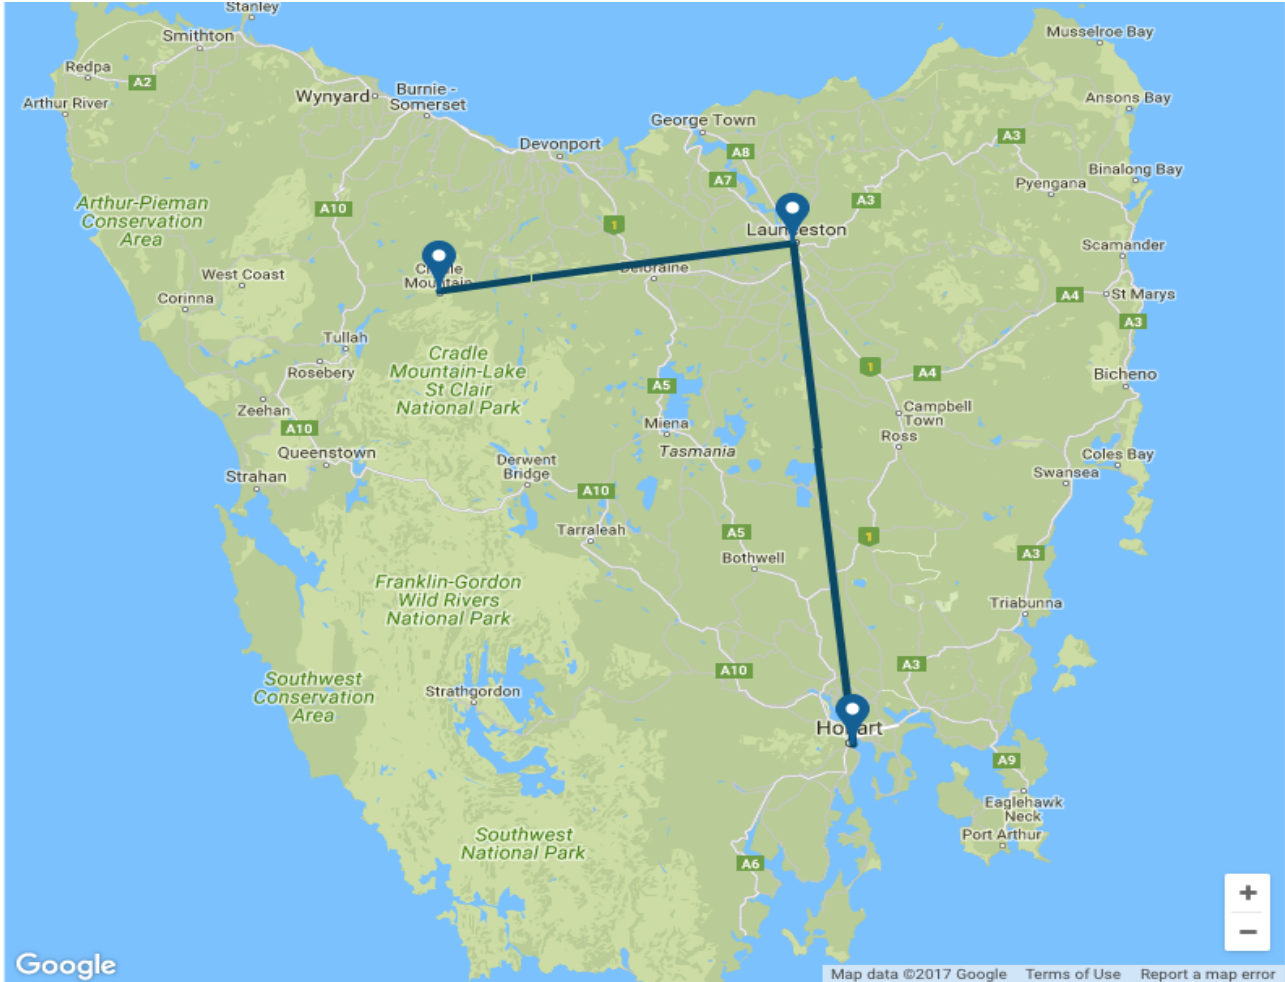 Stanley
Smithton
Musselroe Bay
Redpa
A2
Wynyard
Burnie -
Somerset
Arthur River
Ansons Bay
George Town
Devonport
A8
A3
A7
Binalong Bay
Pyengana
A3
Arthur-Pieman
Conservation
Area
A10
1
Launceston
Scamander
West Coast
Cradle
Mountain
Deloraine
Corinna
A4
St Marys
A3
Tullah
Cradle
Mountain-Lake
St Clair
National Park
Rosebery
1
A4
Bicheno
A5
Zeehan
Campbell
Town
A10
Miena
Ross
Queenstown
Tasmania
Coles Bay
Derwent
Bridge
Strahan
Swansea
A10
Tarraleah
A5
1
Bothwell
A3
Franklin-Gordon
Wild Rivers
National Park
Triabunna
A10
A3
Southwest
Conservation
Area
Strathgordon
Hobart
A9
Eaglehawk
Neck
Port Arthur
Southwest
National Park
A6
+
−
Google
Map data ©2017 Google Terms of Use Report a map error